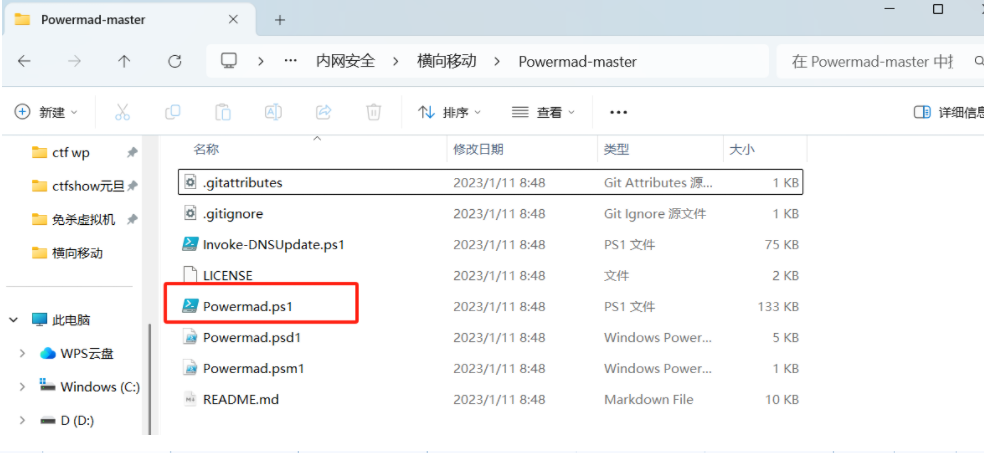 Powermad-master
··· 内网安全 横向移动 Powermad-master 在 Powermad-master 中
新建 排序 查看 ··· 详细信息
名称 修改日期 类型 大小
ctf wp
ctfshow元旦
免杀虚拟机
横向移动
此电脑
WPS云盘
Windows (C:)
D (D:)
.gitattributes 2023/1/11 8:48 Git Attributes 源... 1 KB
.gitignore 2023/1/11 8:48 Git Ignore 源文件 1 KB
Invoke-DNSUpdate.ps1 2023/1/11 8:48 PS1 文件 75 KB
LICENSE 2023/1/11 8:48 文件 2 KB
Powermad.ps1 2023/1/11 8:48 PS1 文件 133 KB
Powermad.psd1 2023/1/11 8:48 Windows Power... 5 KB
Powermad.psm1 2023/1/11 8:48 Windows Power... 1 KB
README.md 2023/1/11 8:48 Markdown File 10 KB